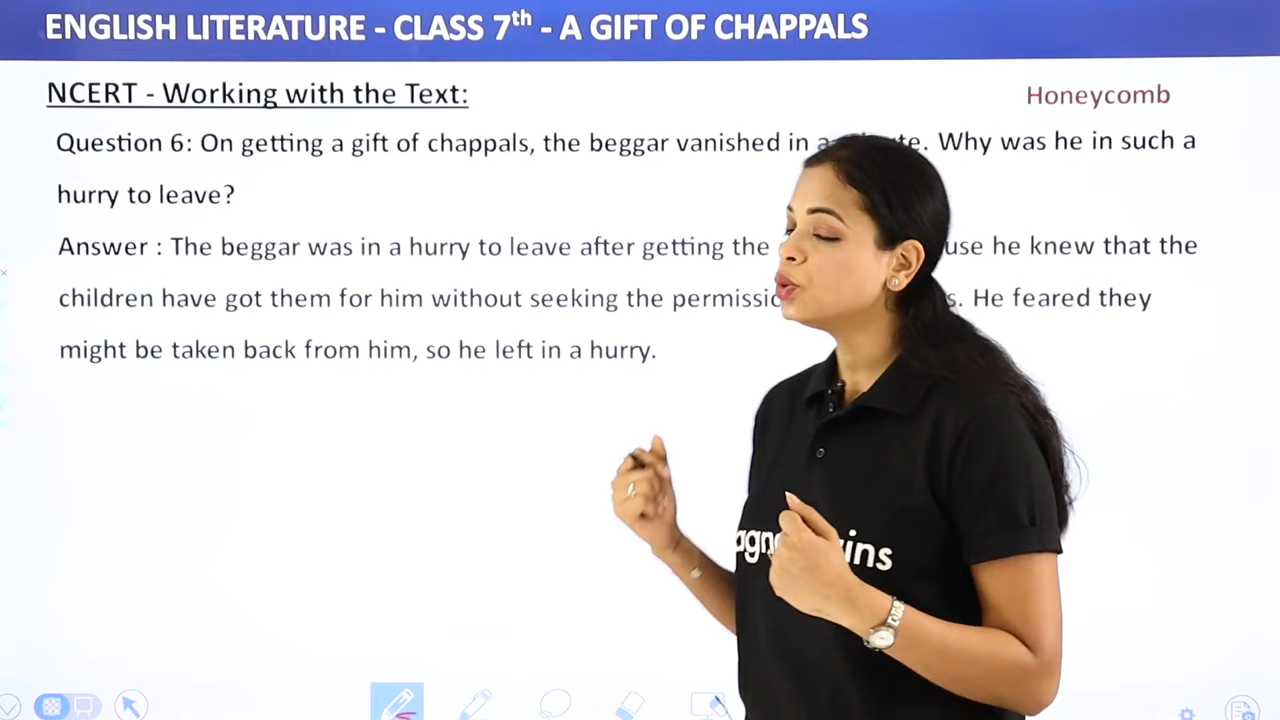 ENGLISH LITERATURE - CLASS 7th - A GIFT OF CHAPPALS
NCERT - Working with the Text:
Honeycomb
Question 6: On getting a gift of chappals, the beggar vanished in a. Why was he in such a
hurry to leave?
Answer : The beggar was in a hurry to leave after getting the he knew that the
children have got them for him without seeking the. He feared they
might be taken back from him, so he left in a hurry.